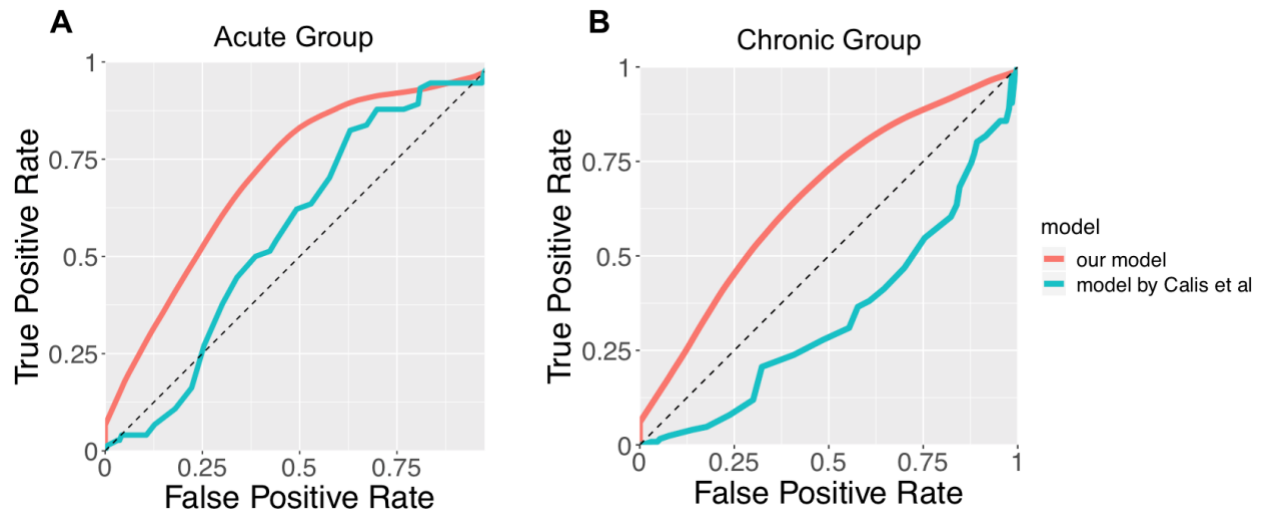 A
Acute Group
True Positive Rate
1
0.75
0.5
0.25
0
0
0.25
0.5
0.75
False Positive Rate
B
Chronic Group
True Positive Rate
1
0.75
0.5
0.25
0
0
0.25
0.5
0.75
1
False Positive Rate
model
our model
model by Calis et al